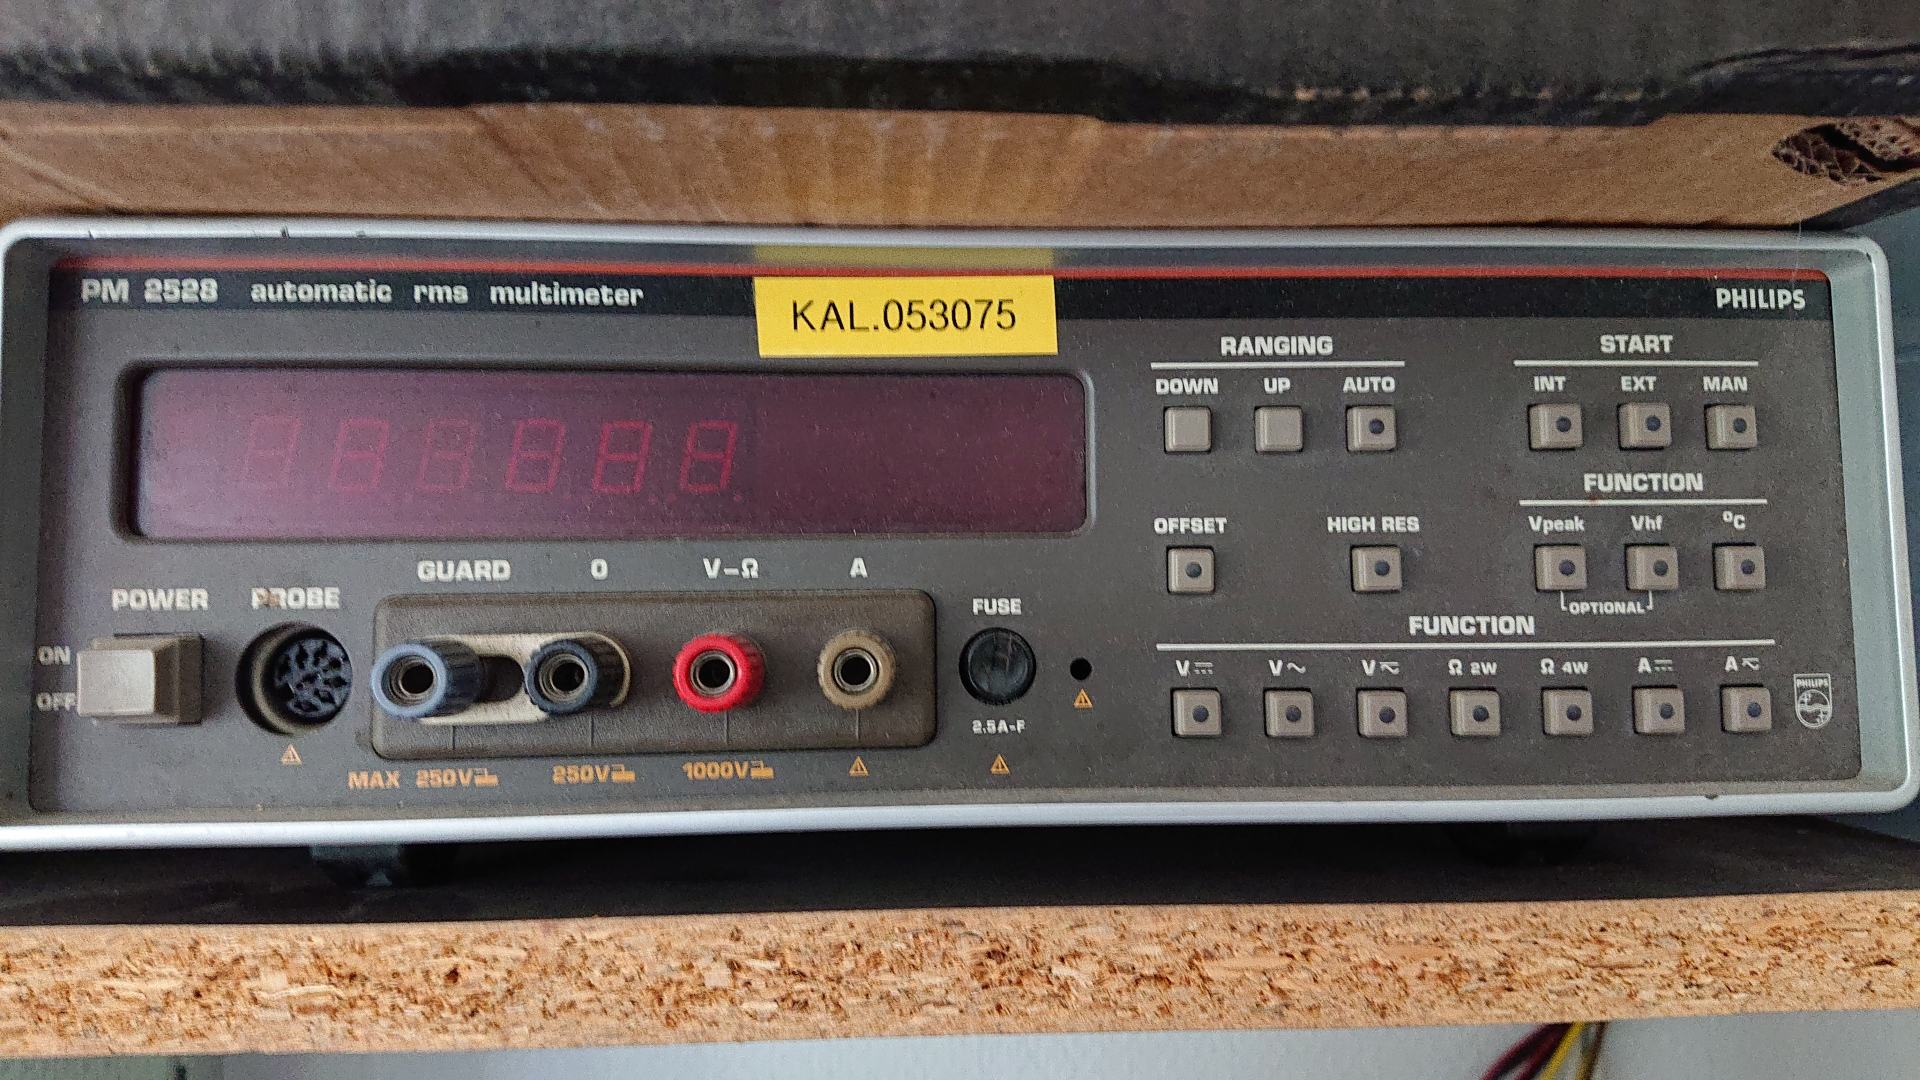 PM 2528 automatic rms multimeter
KAL.053075
PHILIPS
RANGING
DOWN UP AUTO
START
INT EXT MAN
FUNCTION
OFFSET HIGH RES Vpeak Vhf °C
OPTIONAL
GUARD 0 V-Ω A
POWER PROBE
ON
OFF
FUSE
2.5A-F
MAX 250V 250V 1000V
FUNCTION
V⎓ V~ V⏦ Ω 2W Ω 4W A⎓ A⏦
PHILIPS